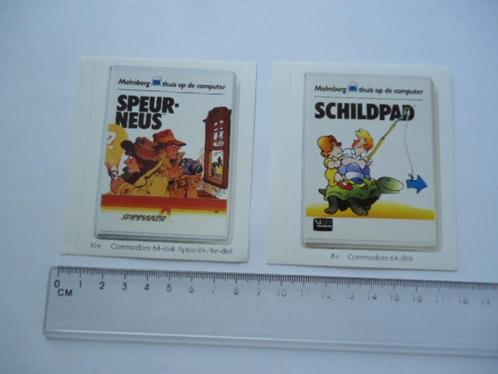 Malmberg thuis op de computer
SPEUR-
NEUS
?
SPINNAKER
10+ Commodore 64-disk Apple II+/IIe-disk
Malmberg thuis op de computer
SCHILDPAD
8+ Commodore 64-disk
0 1 2 3 4 5 6 7 8 9 10 11 12 13 14 15 16 17 18 19 20
CM